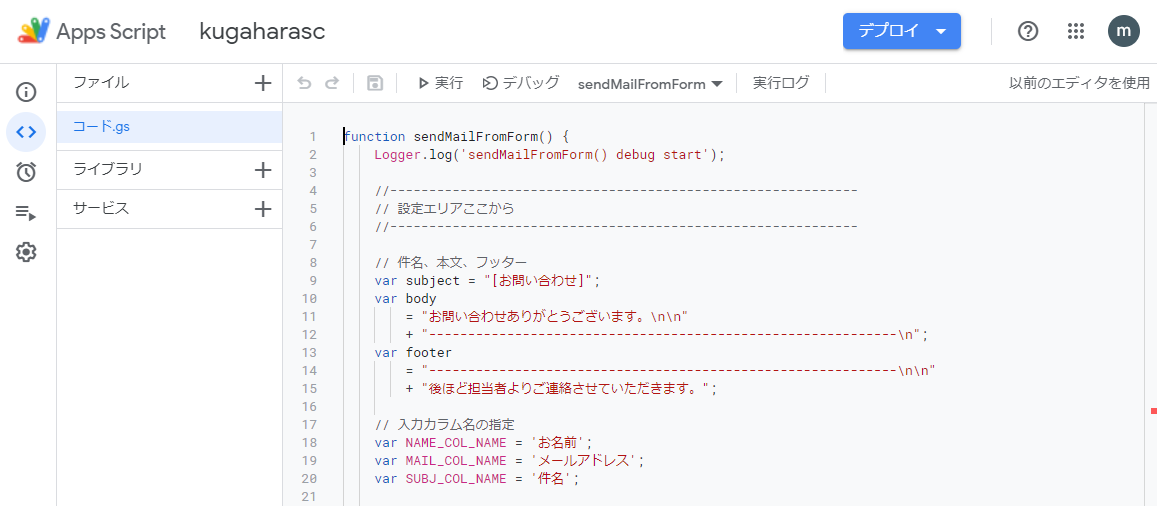 Apps Script kugaharasc デプロイ m
ファイル 実行 デバッグ sendMailFromForm 実行ログ 以前のエディタを使用
コード.gs
ライブラリ
サービス
1 function sendMailFromForm() {
2 Logger.log('sendMailFromForm() debug start');
3
4 //------------------------------------------------------------
5 // 設定エリアここから
6 //------------------------------------------------------------
7
8 // 件名、本文、フッター
9 var subject = "[お問い合わせ]";
10 var body
11 = "お問い合わせありがとうございます。\n\n"
12 + "------------------------------------------------------------\n";
13 var footer
14 = "------------------------------------------------------------\n\n"
15 + "後ほど担当者よりご連絡させていただきます。";
16
17 // 入力カラム名の指定
18 var NAME_COL_NAME = 'お名前';
19 var MAIL_COL_NAME = 'メールアドレス';
20 var SUBJ_COL_NAME = '件名';
21